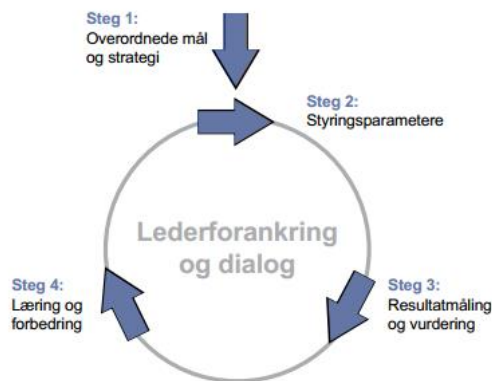 Steg 1:
Overordnede mål
og strategi
Steg 2:
Styringsparametere
Lederforankring
og dialog
Steg 4:
Læring og
forbedring
Steg 3:
Resultatmåling
og vurdering